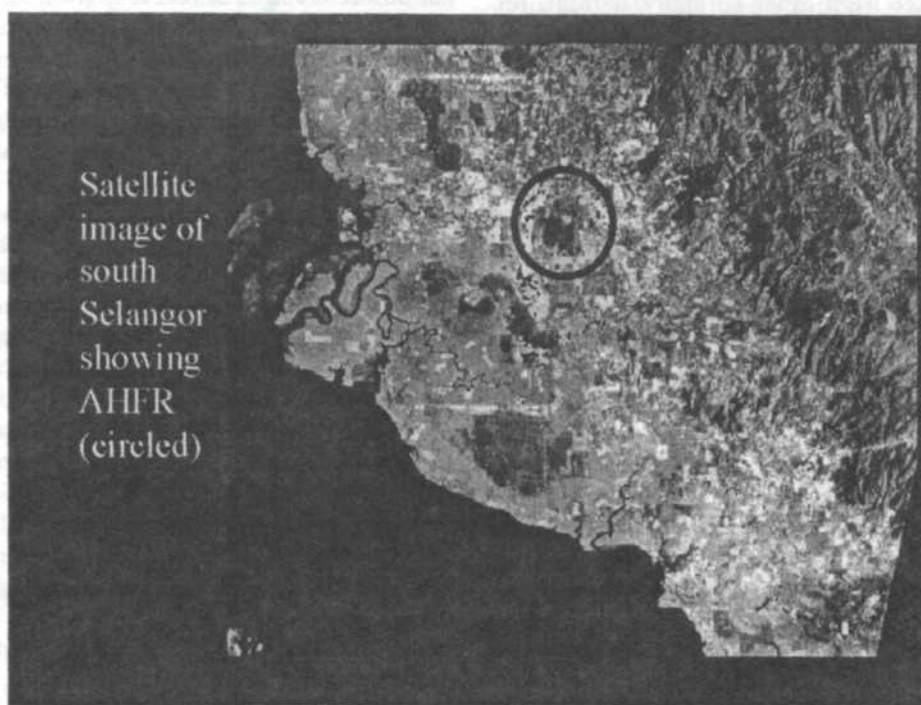 Satellite
image of
south
Selangor
showing
AHFR
(circled)